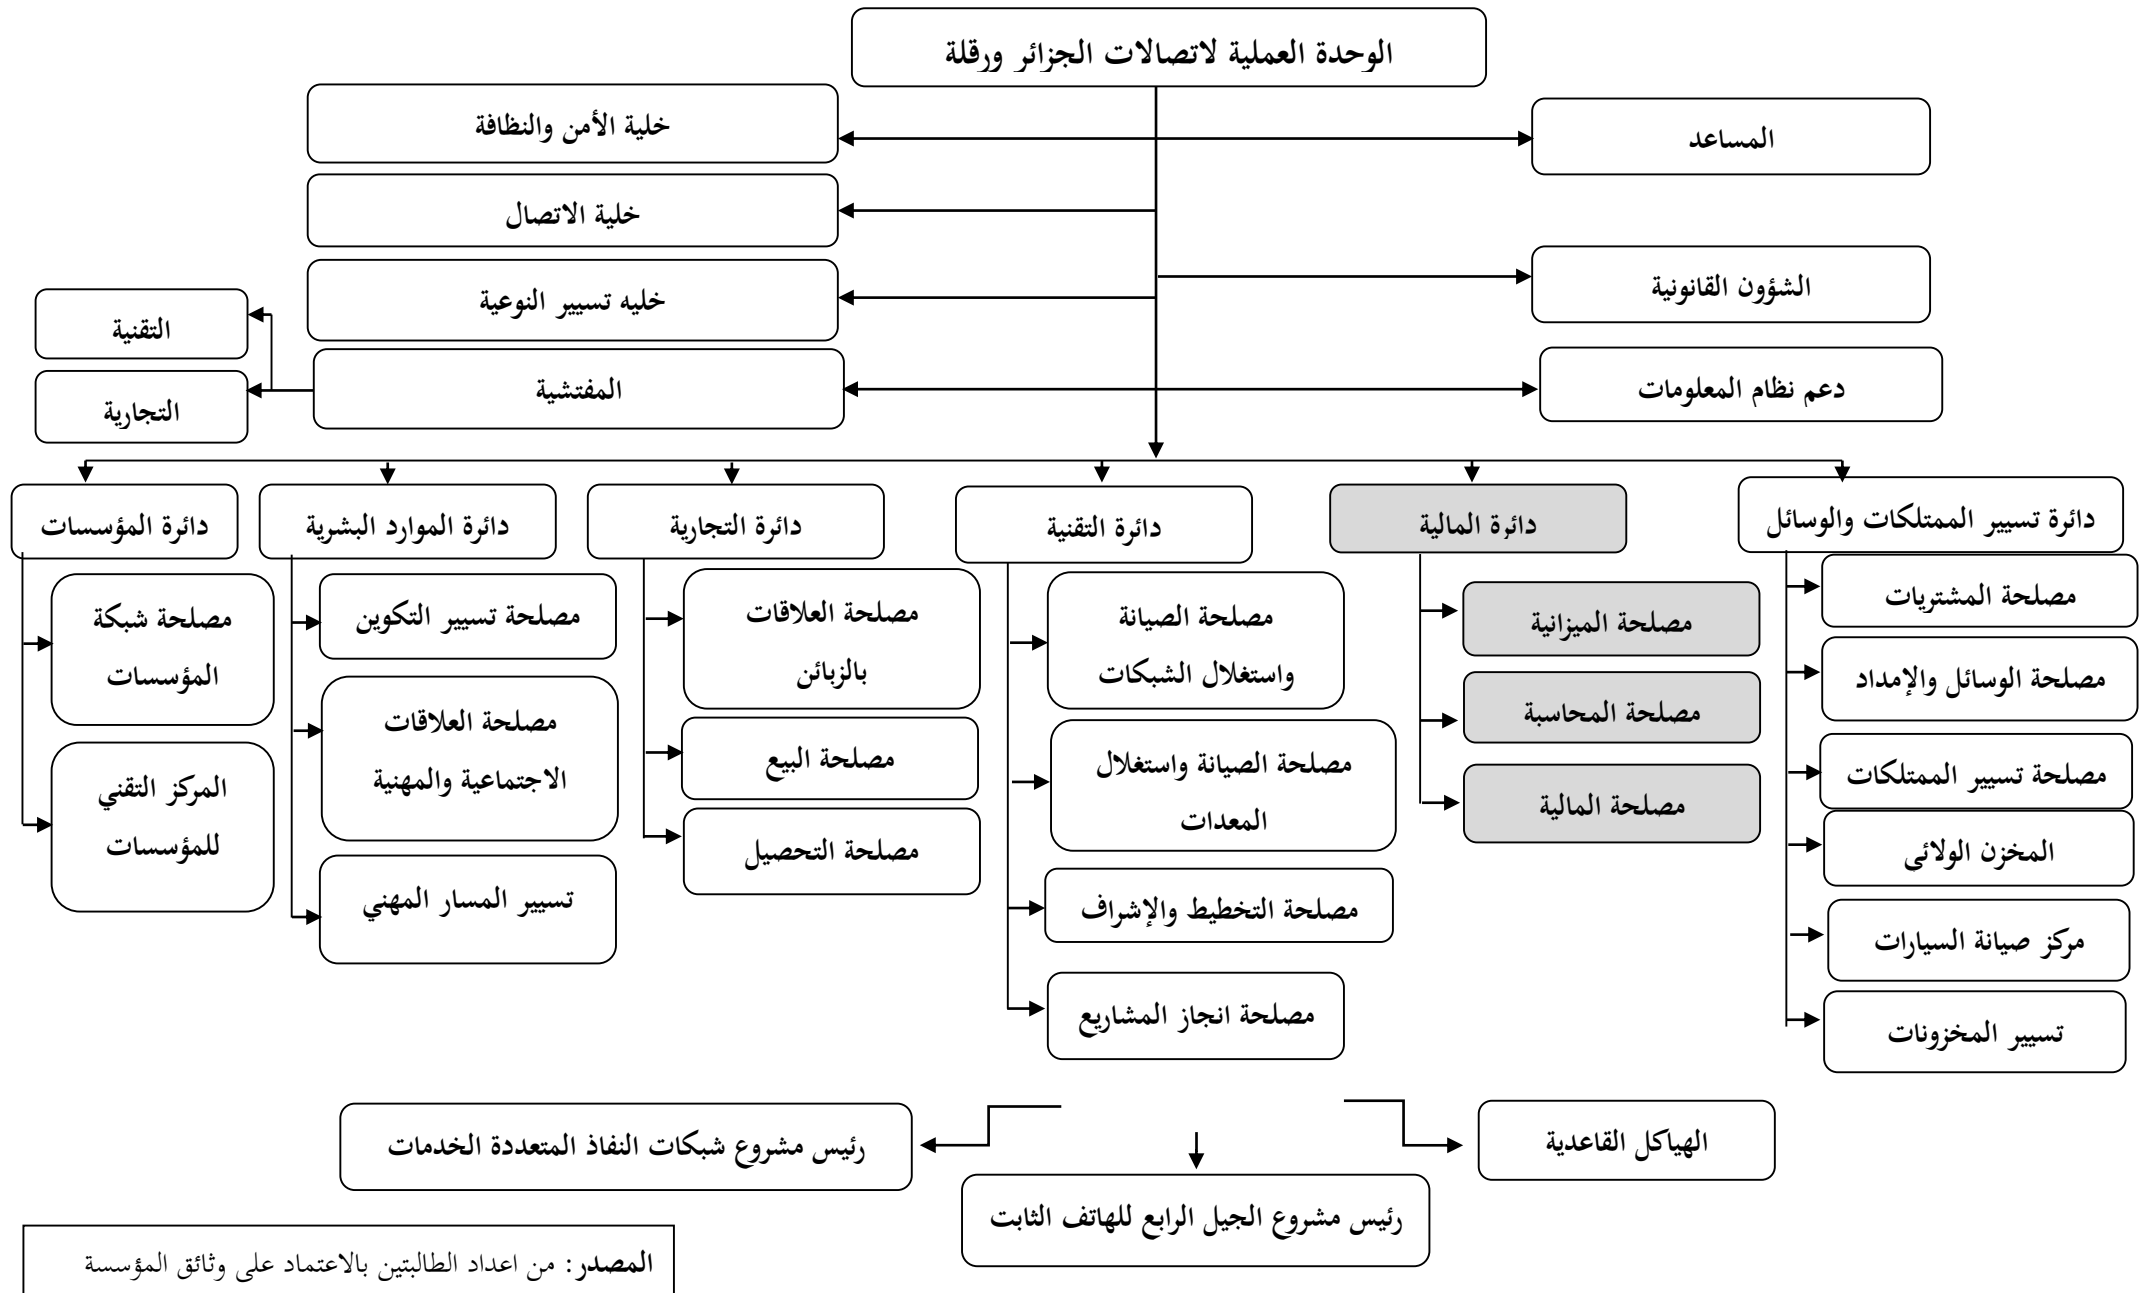 الوحدة العملية لاتصالات الجزائر ورقلة
المساعد
خلية الأمن والنظافة
خلية الاتصال
الشؤون القانونية
خليه تسيير النوعية
دعم نظام المعلومات
المفتشية
التقنية
التجارية
دائرة تسيير الممتلكات والوسائل
دائرة المالية
دائرة التقنية
دائرة التجارية
دائرة الموارد البشرية
دائرة المؤسسات
مصلحة المشتريات
مصلحة الوسائل والإمداد
مصلحة تسيير الممتلكات
المخزن الولائي
مركز صيانة السيارات
تسيير المخزونات
مصلحة الميزانية
مصلحة المحاسبة
مصلحة المالية
مصلحة الصيانة
واستغلال الشبكات
مصلحة الصيانة واستغلال
المعدات
مصلحة التخطيط والإشراف
مصلحة انجاز المشاريع
مصلحة العلاقات
بالزبائن
مصلحة البيع
مصلحة التحصيل
مصلحة تسيير التكوين
مصلحة العلاقات
الاجتماعية والمهنية
تسيير المسار المهني
مصلحة شبكة
المؤسسات
المركز التقني
للمؤسسات
الهياكل القاعدية
رئيس مشروع الجيل الرابع للهاتف الثابت
رئيس مشروع شبكات النفاذ المتعددة الخدمات
المصدر: من اعداد الطالبتين بالاعتماد على وثائق المؤسسة